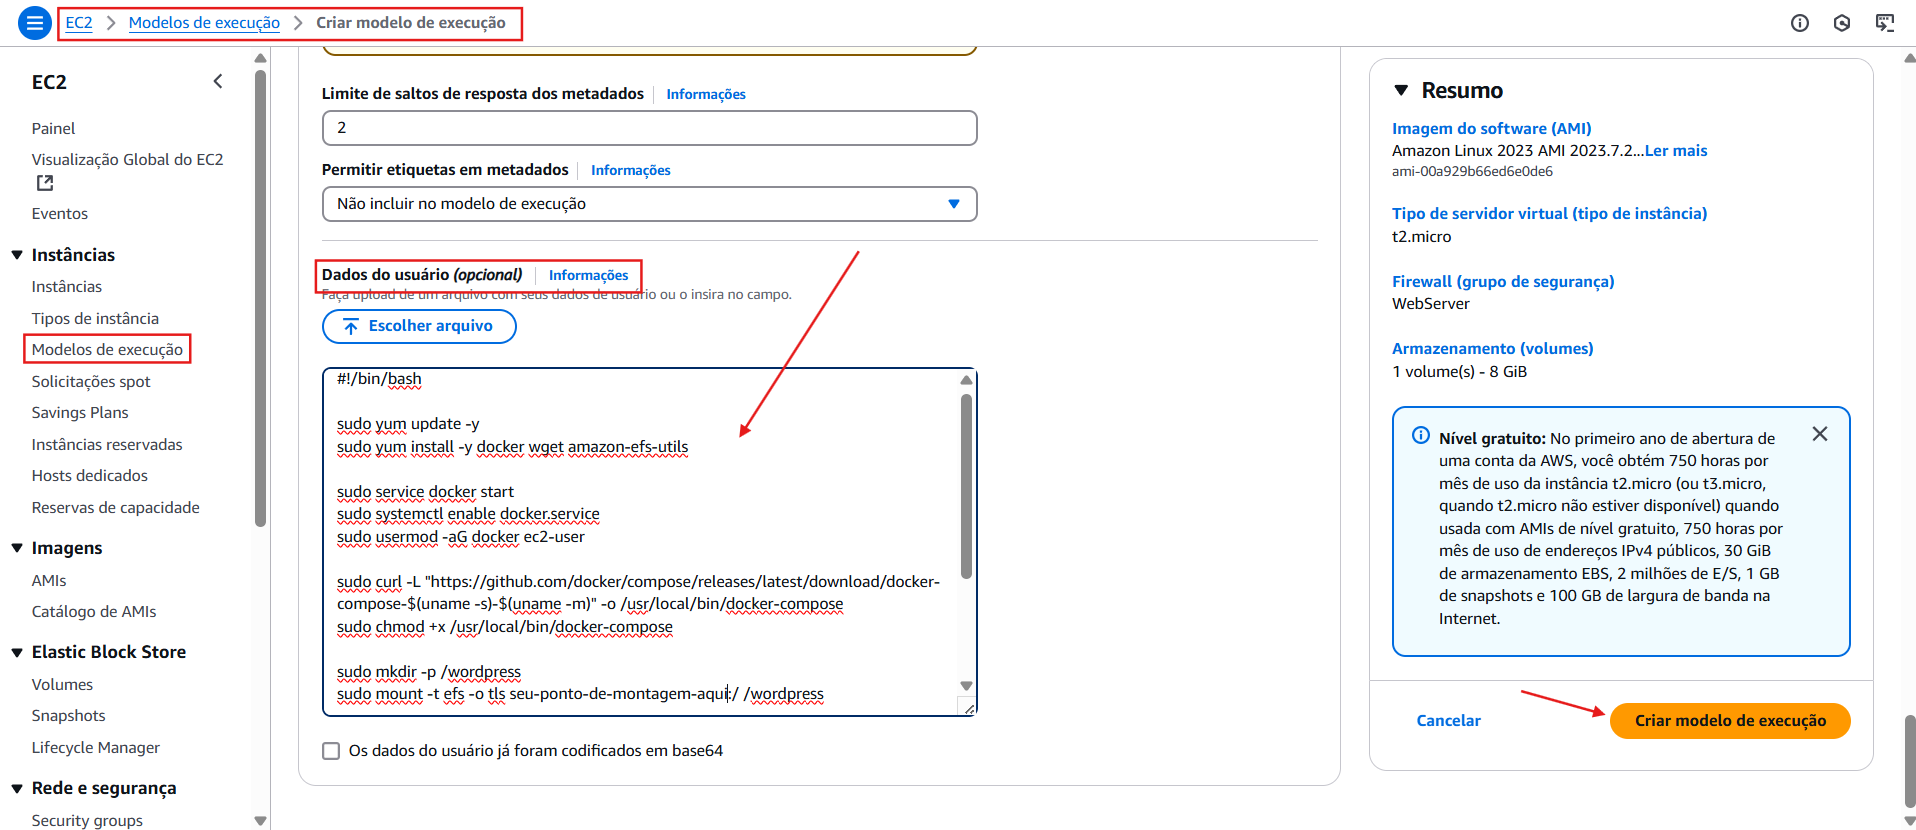 EC2 > Modelos de execução > Criar modelo de execução
EC2
Painel
Visualização Global do EC2
Eventos
Instâncias
Instâncias
Tipos de instância
Modelos de execução
Solicitações spot
Savings Plans
Instâncias reservadas
Hosts dedicados
Reservas de capacidade
Imagens
AMIs
Catálogo de AMIs
Elastic Block Store
Volumes
Snapshots
Lifecycle Manager
Rede e segurança
Security groups
Limite de saltos de resposta dos metadados | Informações
2
Permitir etiquetas em metadados | Informações
Não incluir no modelo de execução
Dados do usuário (opcional) | Informações
Faça upload de um arquivo com seus dados de usuário ou o insira no campo.
Escolher arquivo
#!/bin/bash
sudo yum update -y
sudo yum install -y docker wget amazon-efs-utils
sudo service docker start
sudo systemctl enable docker.service
sudo usermod -aG docker ec2-user
sudo curl -L "https://github.com/docker/compose/releases/latest/download/docker-
compose-$(uname -s)-$(uname -m)" -o /usr/local/bin/docker-compose
sudo chmod +x /usr/local/bin/docker-compose
sudo mkdir -p /wordpress
sudo mount -t efs -o tls seu-ponto-de-montagem-aqui:/ /wordpress
Os dados do usuário já foram codificados em base64
Resumo
Imagem do software (AMI)
Amazon Linux 2023 AMI 2023.7.2...Ler mais
ami-00a929b66ed6e0de6
Tipo de servidor virtual (tipo de instância)
t2.micro
Firewall (grupo de segurança)
WebServer
Armazenamento (volumes)
1 volume(s) - 8 GiB
Nível gratuito: No primeiro ano de abertura de
uma conta da AWS, você obtém 750 horas por
mês de uso da instância t2.micro (ou t3.micro,
quando t2.micro não estiver disponível) quando
usada com AMIs de nível gratuito, 750 horas por
mês de uso de endereços IPv4 públicos, 30 GiB
de armazenamento EBS, 2 milhões de E/S, 1 GB
de snapshots e 100 GB de largura de banda na
Internet.
Cancelar
Criar modelo de execução